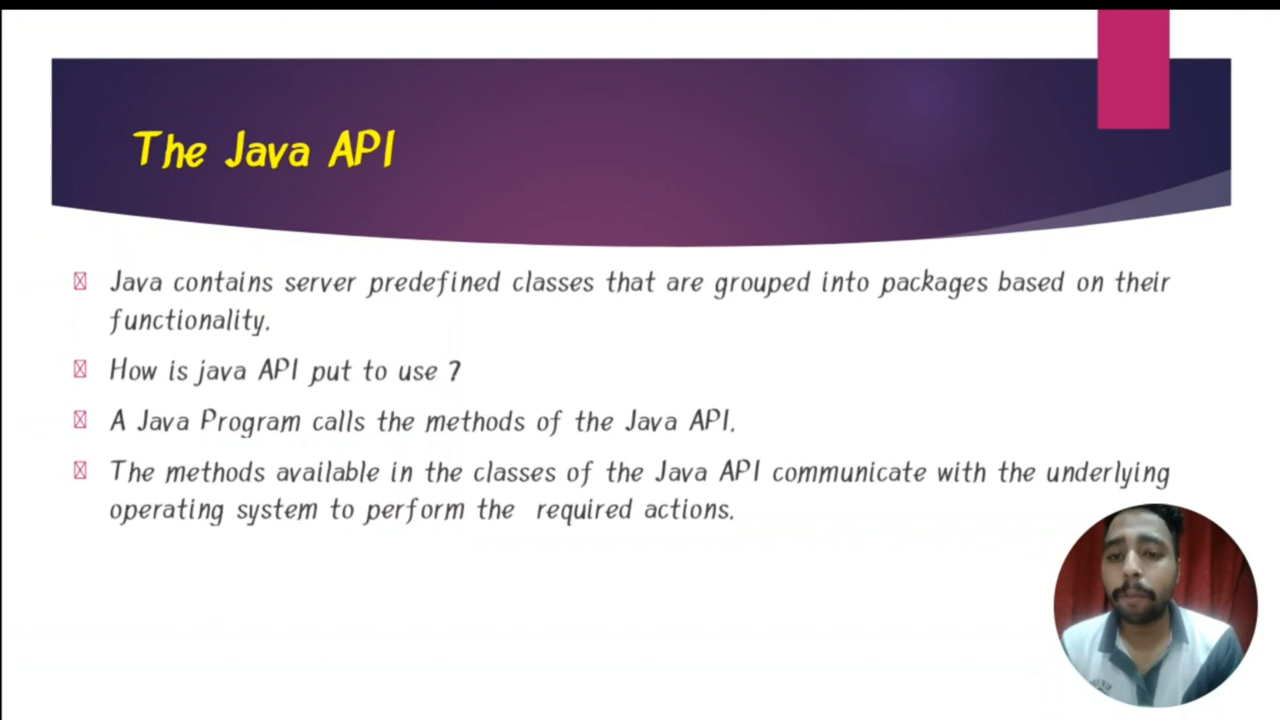 The Java API
Java contains server predefined classes that are grouped into packages based on their
functionality.
How is java API put to use ?
A Java Program calls the methods of the Java API.
The methods available in the classes of the Java API communicate with the underlying
operating system to perform the  required actions.